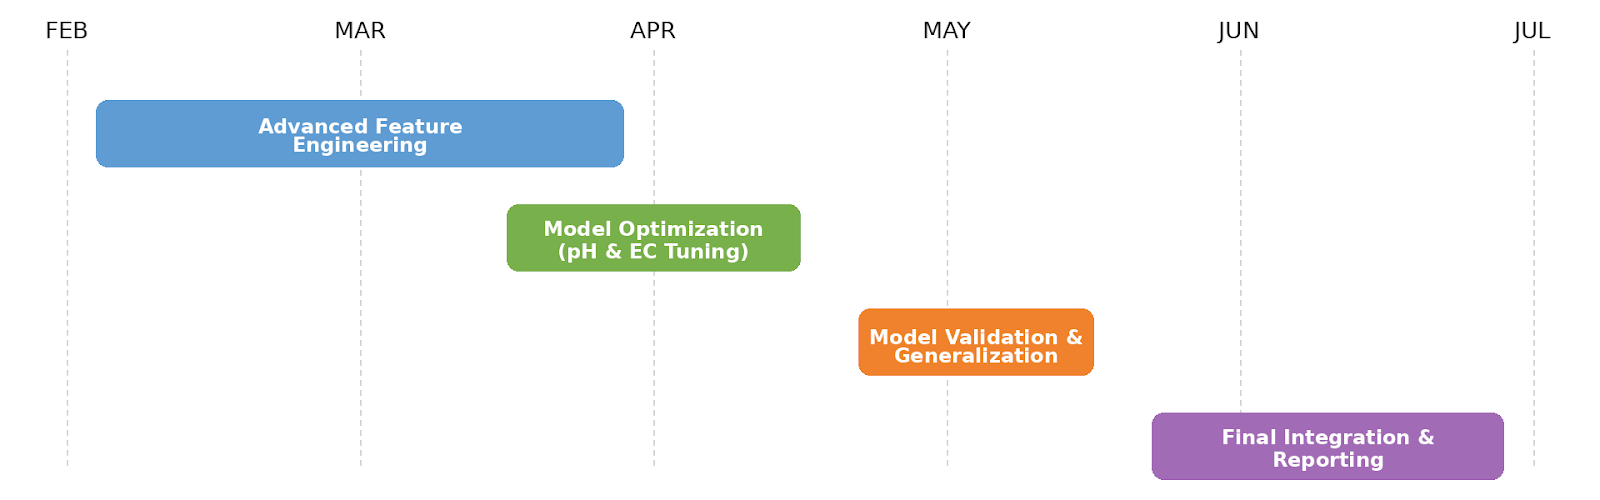 FEB MAR APR MAY JUN JUL
Advanced Feature
Engineering
Model Optimization
(pH & EC Tuning)
Model Validation &
Generalization
Final Integration &
Reporting